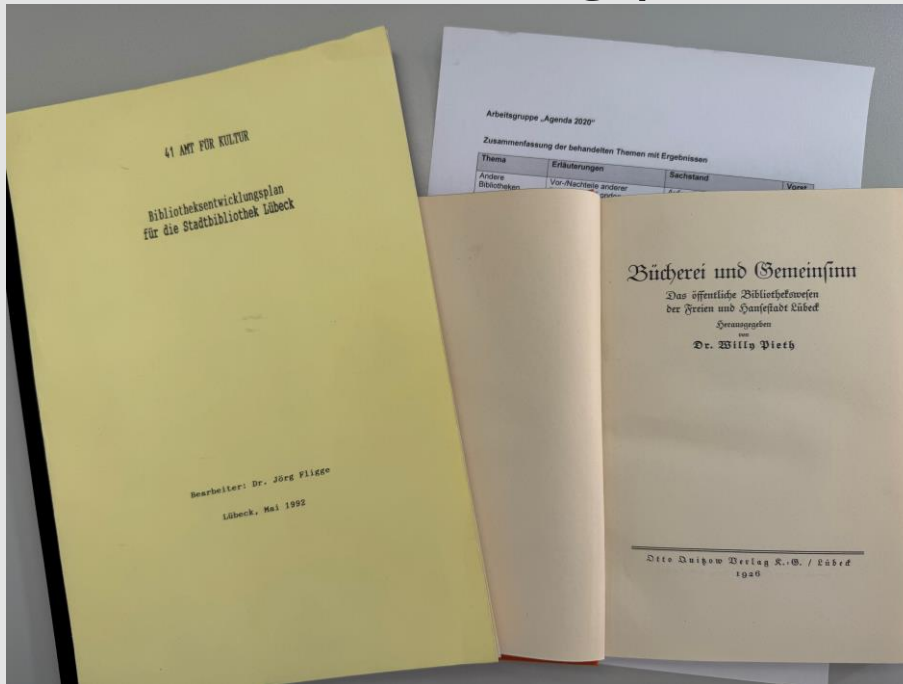 41 AMT FÜR KULTUR
Bibliotheksentwicklungsplan
für die Stadtbibliothek Lübeck
Bearbeiter: Dr. Jörg Fligge
Lübeck, Mai 1992
Arbeitsgruppe „Agenda 2020"
Zusammenfassung der behandelten Themen mit Ergebnissen
Thema Erläuterungen Sachstand
Andere Vor-/Nachteile anderer
Bibliotheken
Bücherei und Gemeinsinn
Das öffentliche Bibliothekswesen
der Freien und Hansestadt Lübeck
Herausgegeben
von
Dr. Willy Pieth
Otto Quitzow Verlag K.-G. / Lübeck
1926